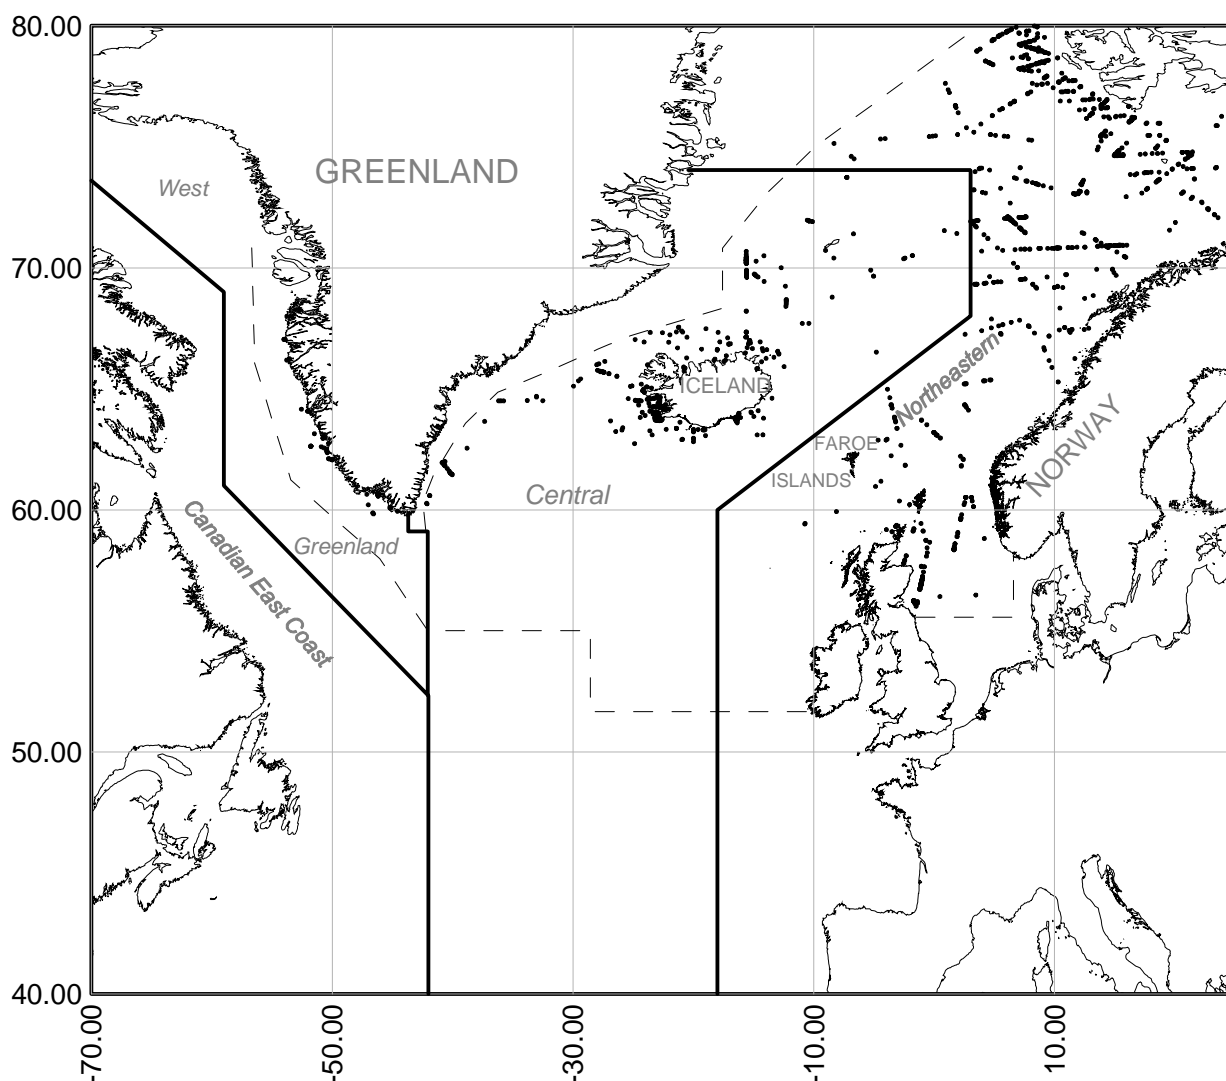 80.00
GREENLAND
West
70.00
ICELAND
Northeastern
NORWAY
FAROE
ISLANDS
Central
60.00
Canadian East Coast
Greenland
50.00
40.00
-70.00
-50.00
-30.00
-10.00
10.00